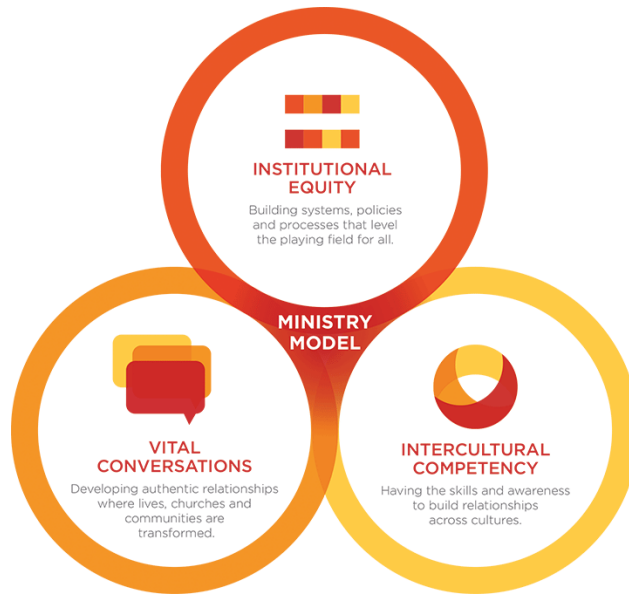 INSTITUTIONAL
EQUITY
Building systems, policies
and processes that level
the playing field for all.
MINISTRY
MODEL
VITAL
CONVERSATIONS
Developing authentic relationships
where lives, churches and
communities are
transformed.
INTERCULTURAL
COMPETENCY
Having the skills and awareness
to build relationships
across cultures.